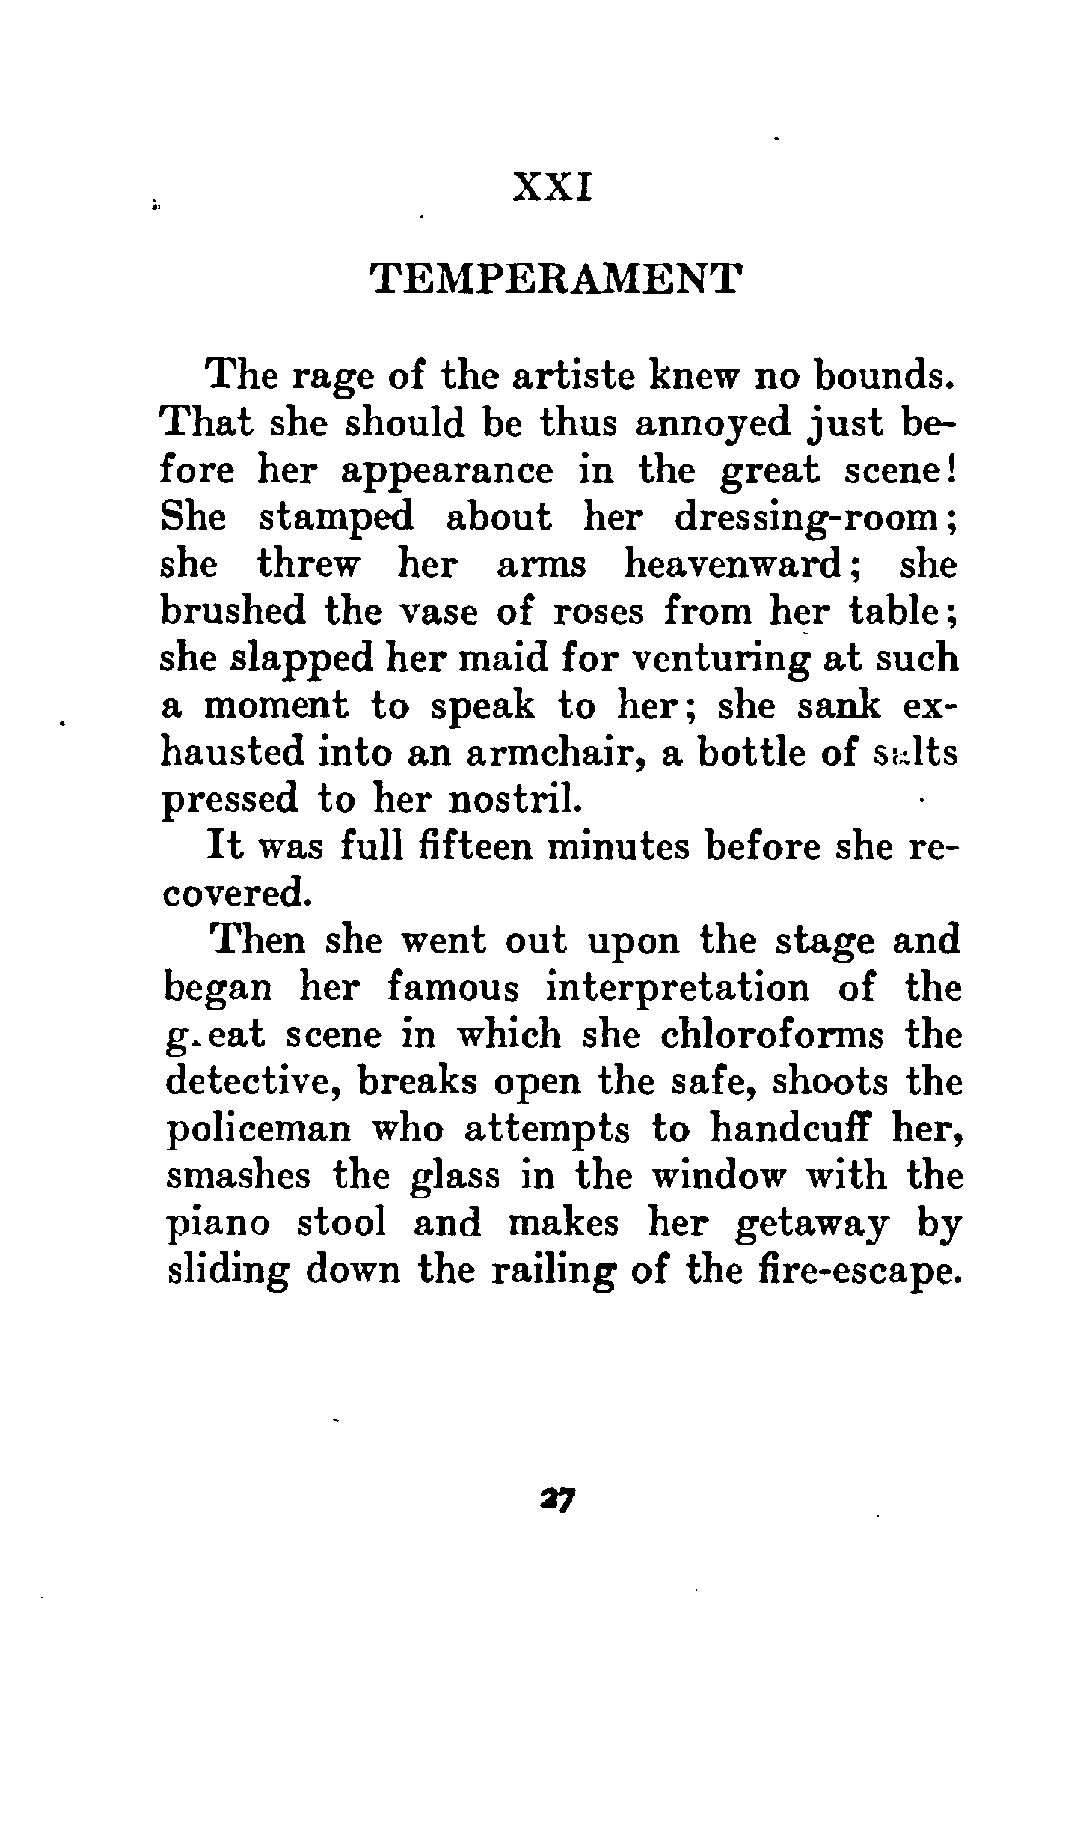 XXI
TEMPERAMENT
The rage of the artiste knew no bounds.
That she should be thus annoyed just be-
fore her appearance in the great scene!
She stamped about her dressing-room;
she threw her arms heavenward; she
brushed the vase of roses from her table;
she slapped her maid for venturing at such
a moment to speak to her; she sank ex-
hausted into an armchair, a bottle of salts
pressed to her nostril.
It was full fifteen minutes before she re-
covered.
Then she went out upon the stage and
began her famous interpretation of the
great scene in which she chloroforms the
detective, breaks open the safe, shoots the
policeman who attempts to handcuff her,
smashes the glass in the window with the
piano stool and makes her getaway by
sliding down the railing of the fire-escape.
27